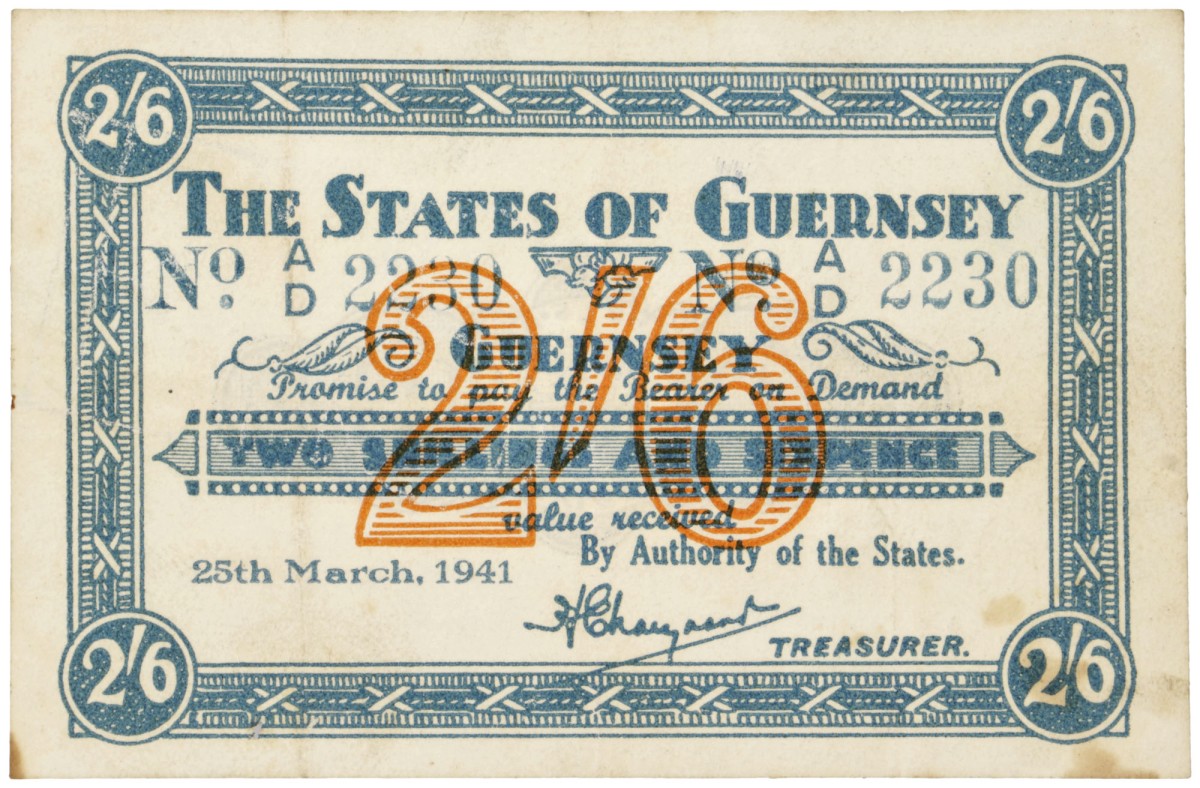 2/6 2/6
THE STATES OF GUERNSEY
No. A/D 2230 No. A/D 2230
2/6
GUERNSEY
Promise to pay the Bearer on Demand
TWO SHILLINGS AND SIXPENCE
value received
By Authority of the States.
25th March, 1941
TREASURER.
2/6 2/6